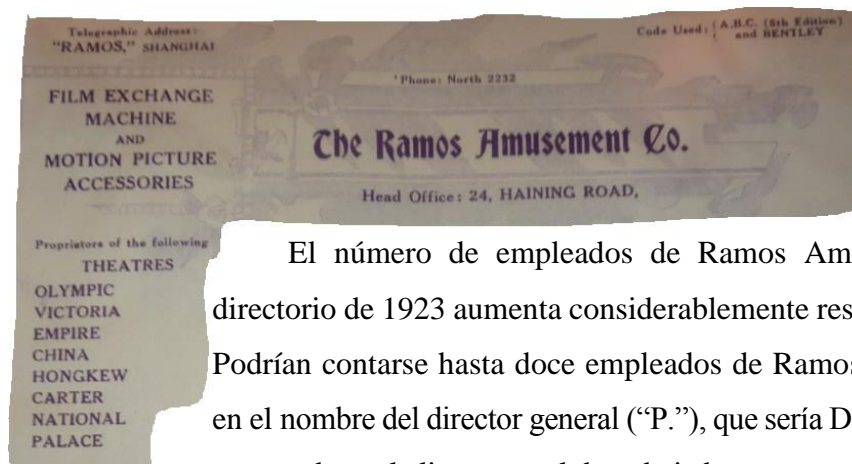 Telegraphic Address:
"RAMOS," SHANGHAI
Code Used: { A.B.C. (5th Edition)
and BENTLEY
'Phone: North 2232
FILM EXCHANGE
MACHINE
AND
MOTION PICTURE
ACCESSORIES
The Ramos Amusement Co.
Head Office: 24, HAINING ROAD,
Proprietors of the following
THEATRES
OLYMPIC
VICTORIA
EMPIRE
CHINA
HONGKEW
CARTER
NATIONAL
PALACE
El número de empleados de Ramos Am
directorio de 1923 aumenta considerablemente res
Podrían contarse hasta doce empleados de Ramos
en el nombre del director general ("P."), que sería D